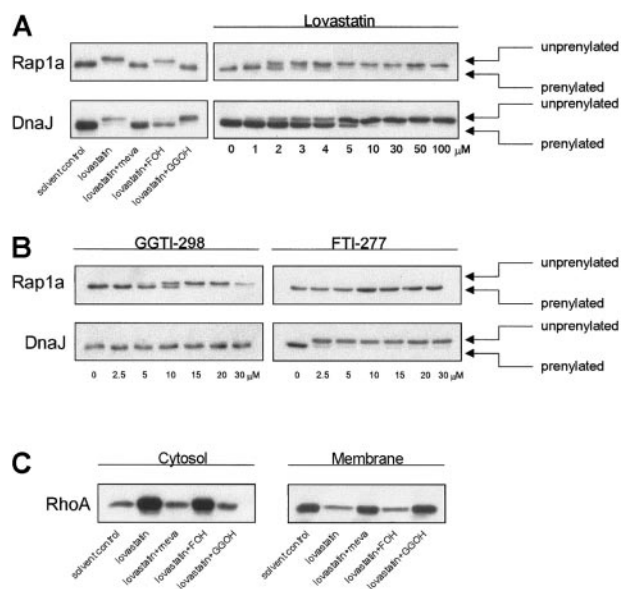 A
Lovastatin
Rap1a
unprenylated
prenylated
DnaJ
unprenylated
prenylated
solvent control
lovastatin
lovastatin+meva
lovastatin+FOH
lovastatin+GGOH
0 1 2 3 4 5 10 30 50 100 µM
B
GGTI-298 FTI-277
Rap1a
unprenylated
prenylated
DnaJ
unprenylated
prenylated
0 2.5 5 10 15 20 30 µM 0 2.5 5 10 15 20 30 µM
C
Cytosol Membrane
RhoA
solvent control
lovastatin
lovastatin+meva
lovastatin+FOH
lovastatin+GGOH
solvent control
lovastatin
lovastatin+meva
lovastatin+FOH
lovastatin+GGOH